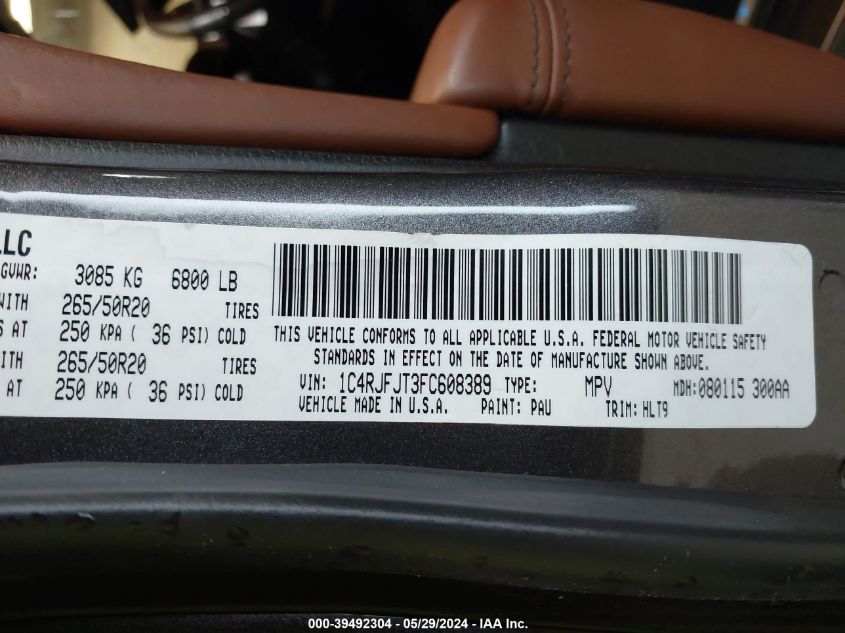 LLC
GVWR: 3085 KG 6800 LB
WITH 265/50R20 TIRES
AT 250 KPA ( 36 PSI) COLD
WITH 265/50R20 TIRES
AT 250 KPA ( 36 PSI) COLD
THIS VEHICLE CONFORMS TO ALL APPLICABLE U.S.A. FEDERAL MOTOR VEHICLE SAFETY
STANDARDS IN EFFECT ON THE DATE OF MANUFACTURE SHOWN ABOVE.
VIN: 1C4RJFJT3FC608389 TYPE: MPV MDH:080115 300AA
VEHICLE MADE IN U.S.A. PAINT: PAU TRIM: HLT9
000-39492304 — 05/29/2024 — IAA Inc.